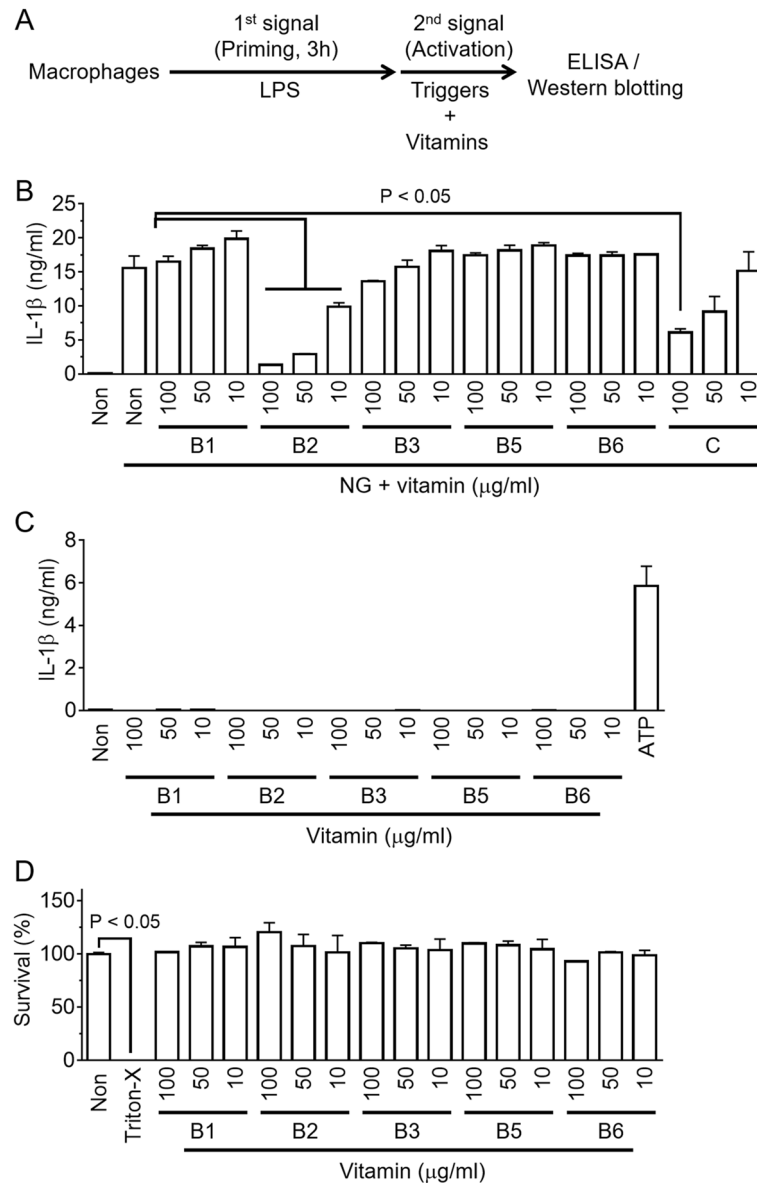 A
1st signal
(Priming, 3h)
2nd signal
(Activation)
Macrophages
LPS
Triggers
+
Vitamins
ELISA /
Western blotting
B
P < 0.05
IL-1β (ng/ml)
25
20
15
10
5
0
Non Non 100 50 10 100 50 10 100 50 10 100 50 10 100 50 10 100 50 10
B1 B2 B3 B5 B6 C
NG + vitamin (μg/ml)
C
IL-1β (ng/ml)
8
6
4
2
0
Non 100 50 10 100 50 10 100 50 10 100 50 10 100 50 10 ATP
B1 B2 B3 B5 B6
Vitamin (μg/ml)
D
P < 0.05
Survival (%)
150
100
50
0
Non Triton-X 100 50 10 100 50 10 100 50 10 100 50 10 100 50 10
B1 B2 B3 B5 B6
Vitamin (μg/ml)